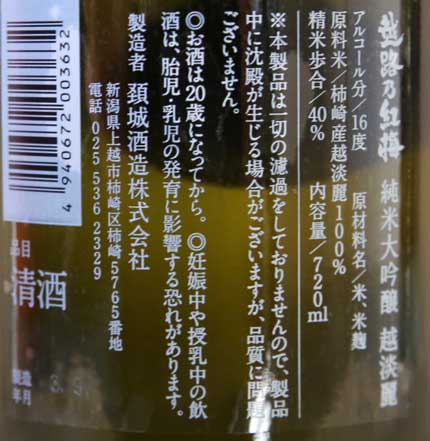 越路乃紅梅 純米大吟醸 越淡麗
アルコール分/16度 原材料名/米、米麹
原料米/柿崎産越淡麗100%
精米歩合/40% 内容量/720ml
※本製品は一切の濾過をしておりませんので、製品
中に沈殿が生じる場合がございますが、品質に問題
ございません。
◎お酒は20歳になってから。◎妊娠中や授乳中の飲
酒は、胎児・乳児の発育に影響する恐れがあります。
製造者 頚城酒造株式会社
新潟県上越市柿崎区柿崎5765番地
電話 025 536 2329
4 940672 003632
品目
清酒
製造
年月